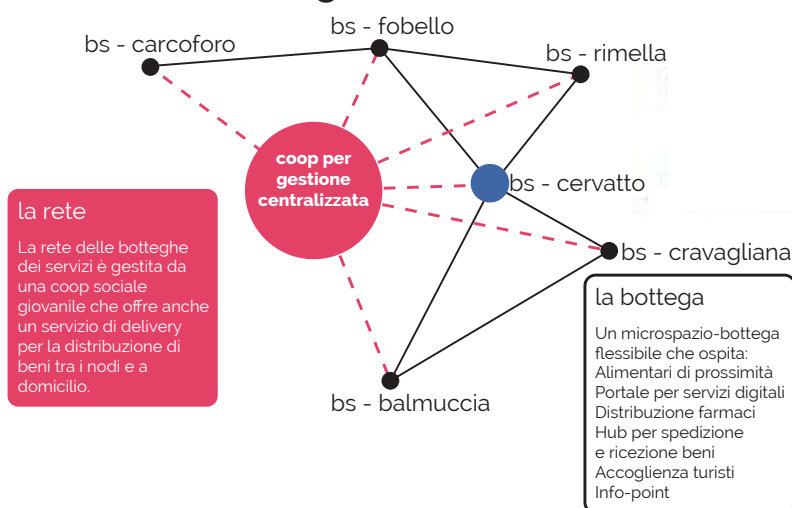 bs - fobello
bs - carcoforo
bs - rimella
coop per
gestione
centralizzata
bs - cervatto
la rete
La rete delle botteghe
dei servizi è gestita da
una coop sociale
giovanile che offre anche
un servizio di delivery
per la distribuzione di
beni tra i nodi e a
domicilio.
bs - cravagliana
la bottega
Un microspazio-bottega
flessibile che ospita:
Alimentari di prossimità
Portale per servizi digitali
Distribuzione farmaci
Hub per spedizione
e ricezione beni
Accoglienza turisti
Info-point
bs - balmuccia